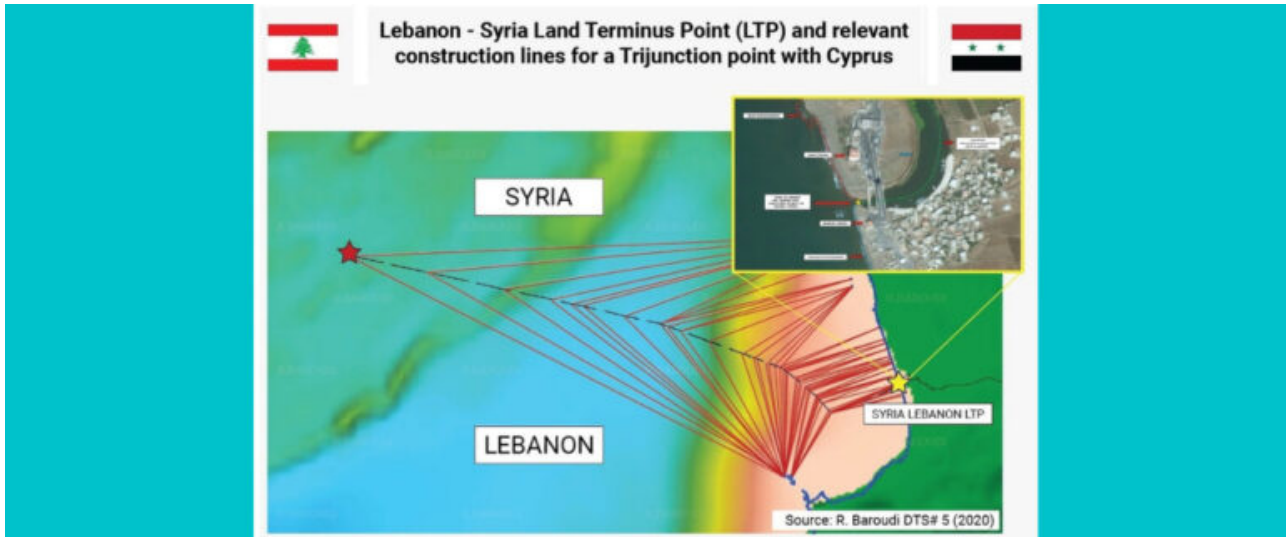 Lebanon - Syria Land Terminus Point (LTP) and relevant
construction lines for a Trijunction point with Cyprus
SYRIA
SYRIA LEBANON LTP
LEBANON
Source: R. Baroudi DTS# 5 (2020)